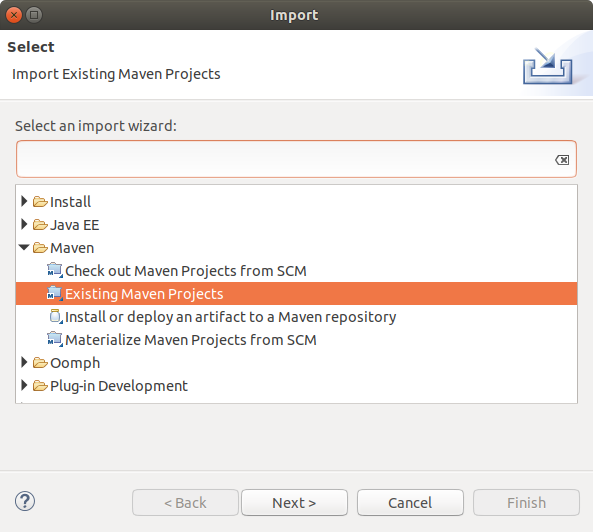 Import
Select
Import Existing Maven Projects
Select an import wizard:
Install
Java EE
Maven
Check out Maven Projects from SCM
Existing Maven Projects
Install or deploy an artifact to a Maven repository
Materialize Maven Projects from SCM
Oomph
Plug-in Development
? < Back Next > Cancel Finish